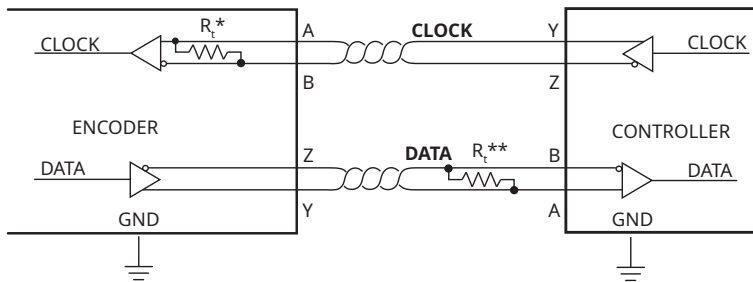 Rt*
A
CLOCK
Y
CLOCK
CLOCK
B
Z
ENCODER
CONTROLLER
Z
DATA
Rt**
B
DATA
DATA
Y
A
GND
GND